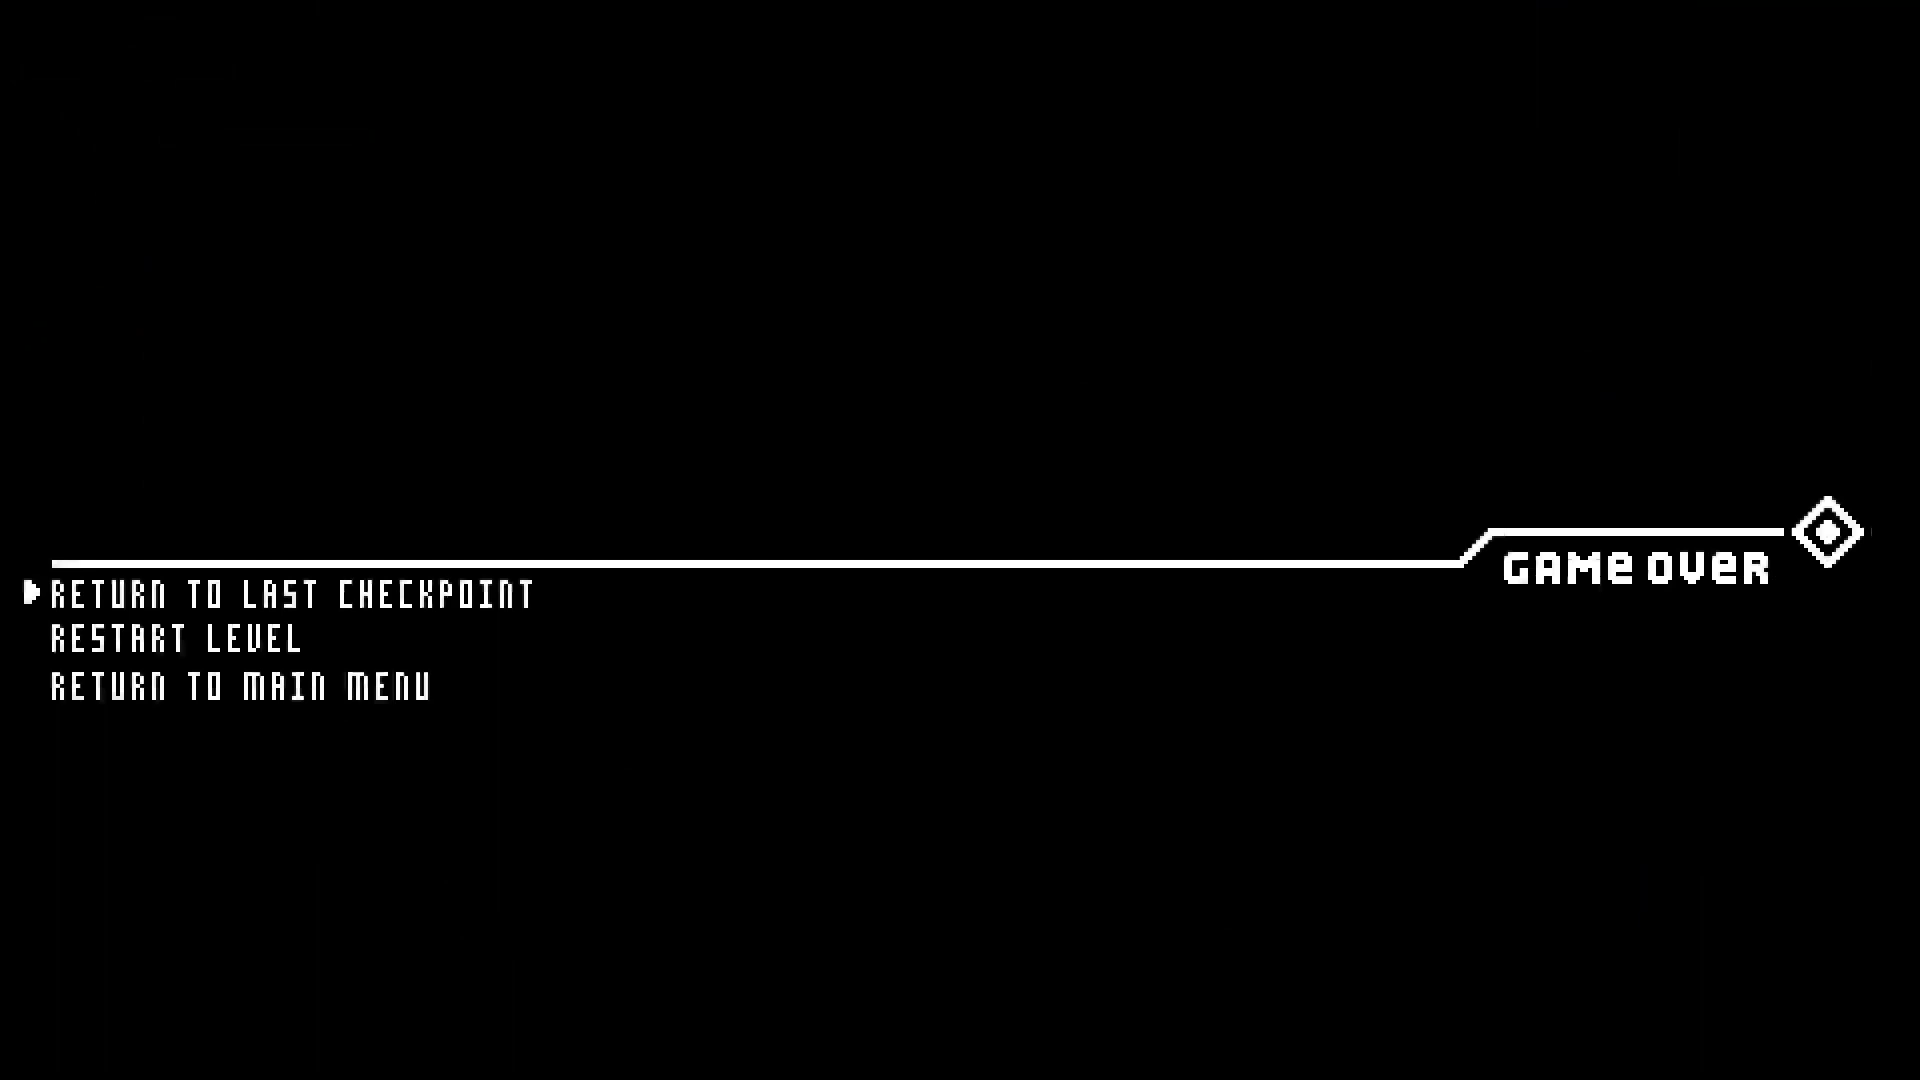 GAMe OVeR
RETURN TO LAST CHECKPOINT
RESTART LEVEL
RETURN TO MAIN MENU